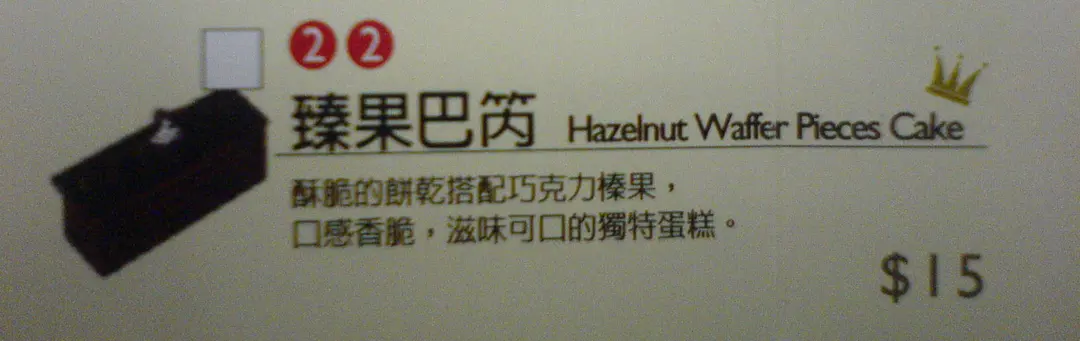 22
臻果巴芮 Hazelnut Waffer Pieces Cake
酥脆的餅乾搭配巧克力榛果，
口感香脆，滋味可口的獨特蛋糕。
$15